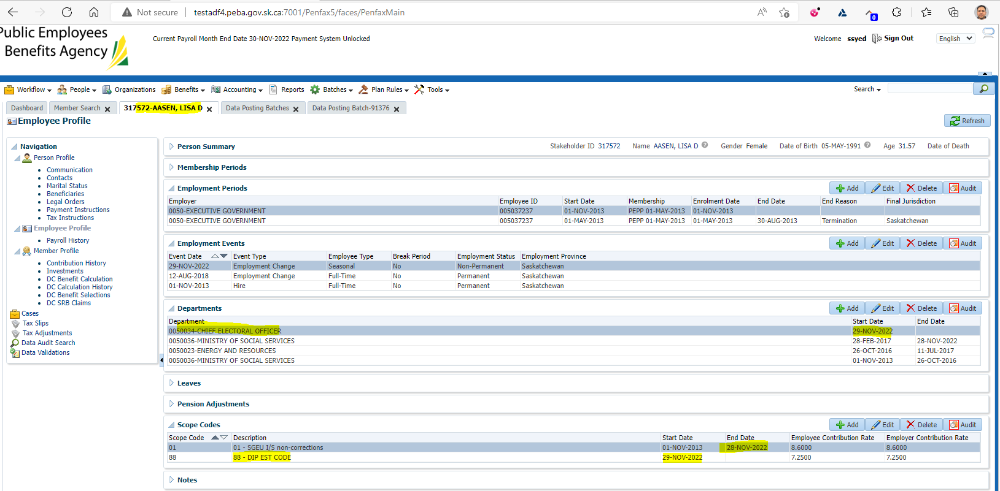 Not secure testadf4.peba.gov.sk.ca:7001/Penfax5/faces/PenfaxMain A 0
Public Employees
Benefits Agency
Current Payroll Month End Date 30-NOV-2022 Payment System Unlocked
Welcome ssyed Sign Out English
Workflow People Organizations Benefits Accounting Reports Batches Plan Rules Tools Search
Dashboard Member Search 317572-AASEN, LISA D Data Posting Batches Data Posting Batch-91376
Employee Profile Refresh
Navigation
Person Profile
Communication
Contacts
Marital Status
Beneficiaries
Legal Orders
Payment Instructions
Tax Instructions
Employee Profile
Payroll History
Member Profile
Contribution History
Investments
DC Benefit Calculation
DC Calculation History
DC Benefit Selections
DC SRB Claims
Cases
Tax Slips
Tax Adjustments
Data Audit Search
Data Validations
Person Summary Stakeholder ID 317572 Name AASEN, LISA D Gender Female Date of Birth 05-MAY-1991 Age 31.57 Date of Death
Membership Periods
Employment Periods Add Edit Delete Audit
Employer Employee ID Start Date Membership Enrolment Date End Date End Reason Final Jurisdiction
0050-EXECUTIVE GOVERNMENT 005037237 01-NOV-2013 PEPP 01-MAY-2013 01-NOV-2013
0050-EXECUTIVE GOVERNMENT 005037237 01-MAY-2013 PEPP 01-MAY-2013 01-MAY-2013 30-AUG-2013 Termination Saskatchewan
Employment Events Add Edit Delete Audit
Event Date Event Type Employee Type Break Period Employment Status Employment Province
29-NOV-2022 Employment Change Seasonal No Non-Permanent Saskatchewan
12-AUG-2018 Employment Change Full-Time No Permanent Saskatchewan
01-NOV-2013 Hire Full-Time No Permanent Saskatchewan
Departments Add Edit Delete Audit
Department Start Date End Date
0050034-CHIEF ELECTORAL OFFICER 29-NOV-2022
0050036-MINISTRY OF SOCIAL SERVICES 28-FEB-2017 28-NOV-2022
0050023-ENERGY AND RESOURCES 26-OCT-2016 11-JUL-2017
0050036-MINISTRY OF SOCIAL SERVICES 01-NOV-2013 26-OCT-2016
Leaves
Pension Adjustments
Scope Codes Add Edit Delete Audit
Scope Code Description Start Date End Date Employee Contribution Rate Employer Contribution Rate
01 01 - SGEU I/S non-corrections 01-NOV-2013 28-NOV-2022 8.6000 8.6000
88 88 - DIP EST CODE 29-NOV-2022 7.2500 7.2500
Notes